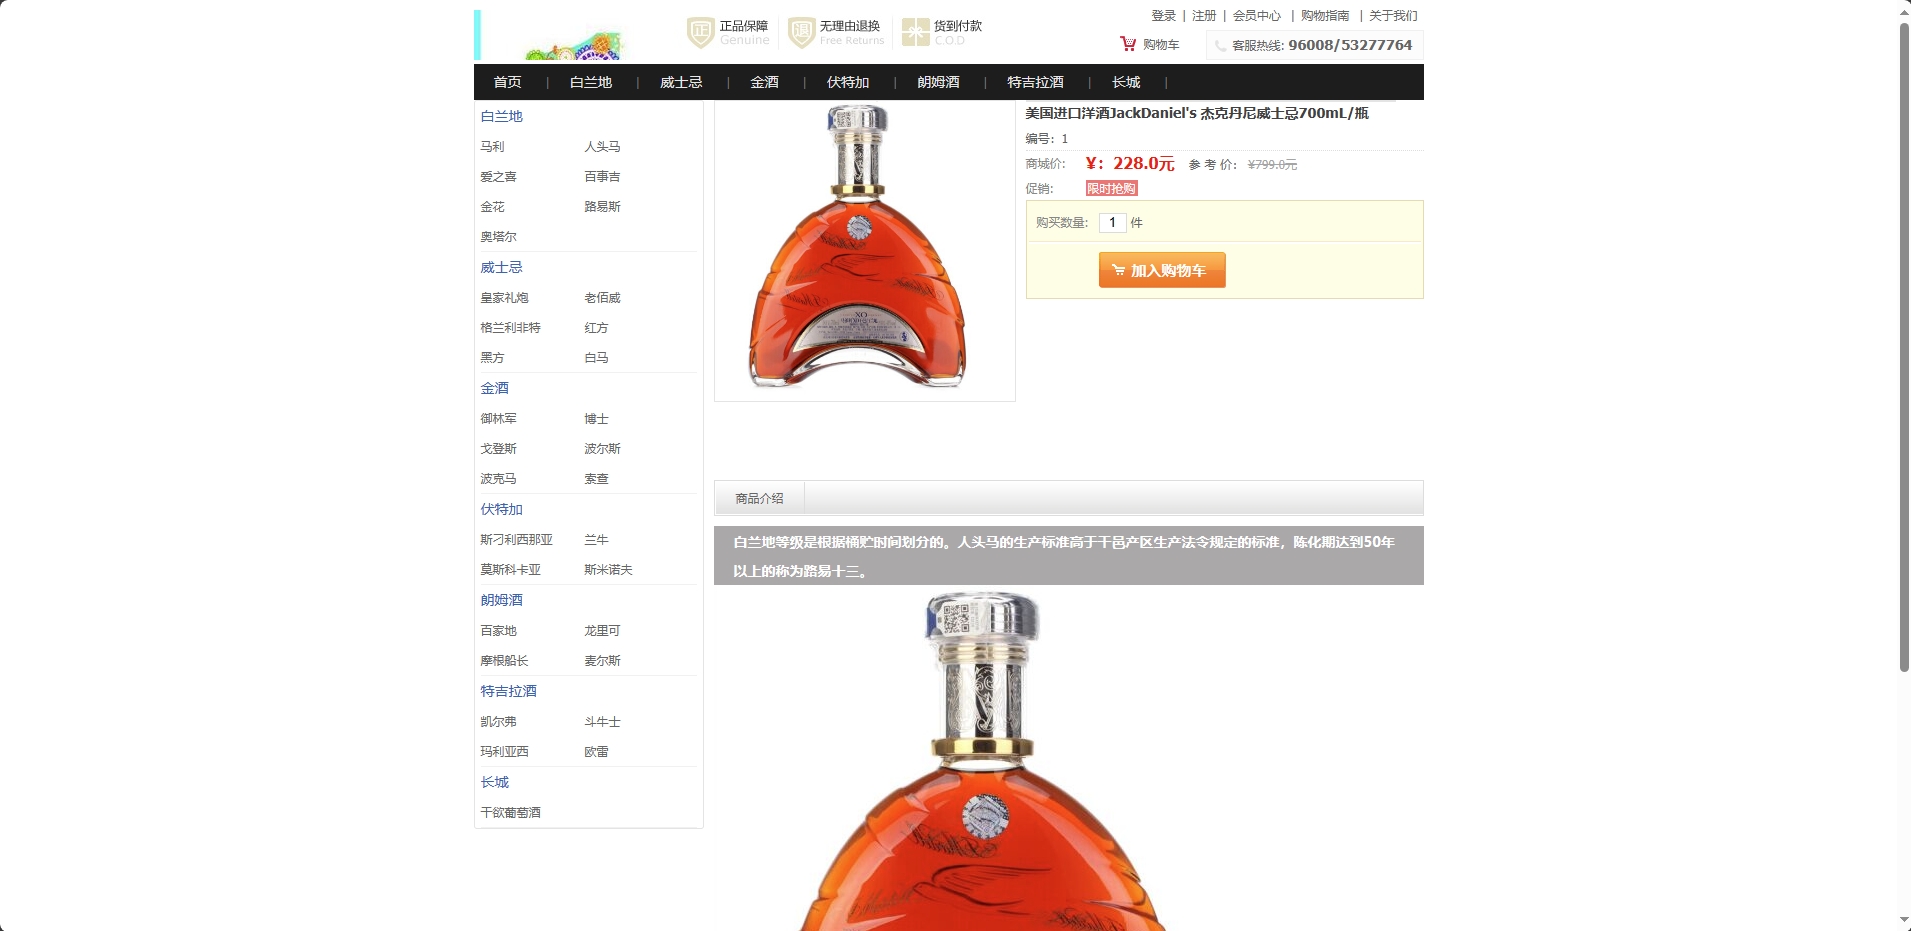 正品保障
Genuine
无理由退换
Free Returns
货到付款
C.O.D
登录 | 注册 | 会员中心 | 购物指南 | 关于我们
购物车
客服热线: 96008/53277764
首页 | 白兰地 | 威士忌 | 金酒 | 伏特加 | 朗姆酒 | 特吉拉酒 | 长城 |
白兰地
马利 人头马
爱之喜 百事吉
金花 路易斯
奥塔尔
威士忌
皇家礼炮 老佰威
格兰利非特 红方
黑方 白马
金酒
御林军 博士
戈登斯 波尔斯
波克马 索查
伏特加
斯刁利西那亚 兰牛
莫斯科卡亚 斯米诺夫
朗姆酒
百家地 龙里可
摩根船长 麦尔斯
特吉拉酒
凯尔弗 斗牛士
玛利亚西 欧雷
长城
干欲葡萄酒
XO
美国进口洋酒JackDaniel's 杰克丹尼威士忌700mL/瓶
编号：1
商城价: ¥：228.0元 参 考 价: ¥799.0元
促销: 限时抢购
购买数量: 1 件
加入购物车
商品介绍
白兰地等级是根据桶贮时间划分的。人头马的生产标准高于干邑产区生产法令规定的标准，陈化期达到50年
以上的称为路易十三。